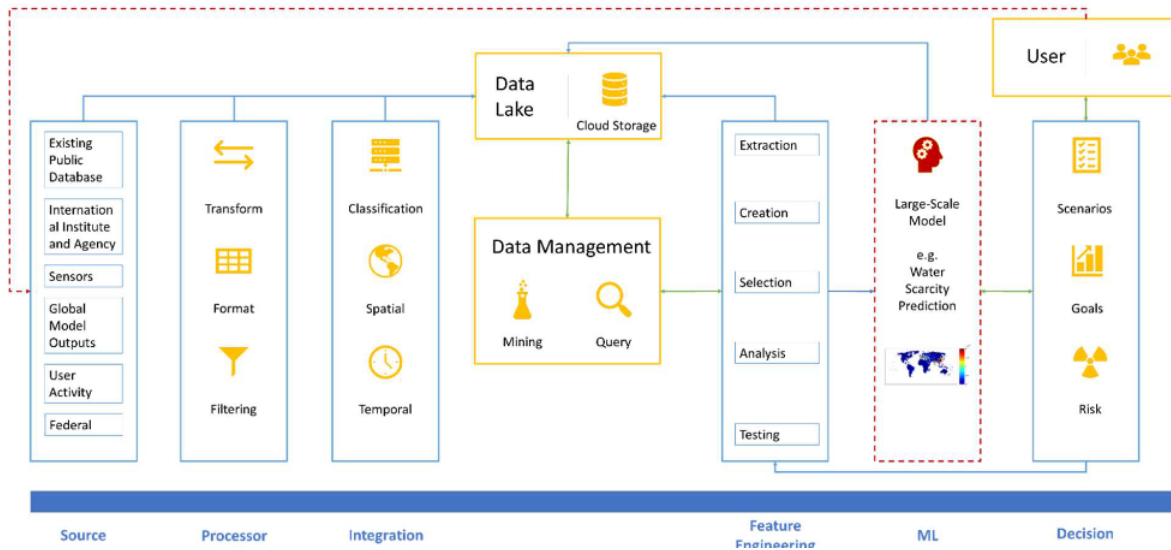 User
Data
Lake
Cloud Storage
Existing
Public
Database
Internation
al Institute
and Agency
Sensors
Global
Model
Outputs
User
Activity
Federal
Transform
Format
Filtering
Classification
Spatial
Temporal
Data Management
Mining
Query
Extraction
Creation
Selection
Analysis
Testing
Large-Scale
Model
e.g.
Water
Scarcity
Prediction
Scenarios
Goals
Risk
Source
Processor
Integration
Feature
Engineering
ML
Decision